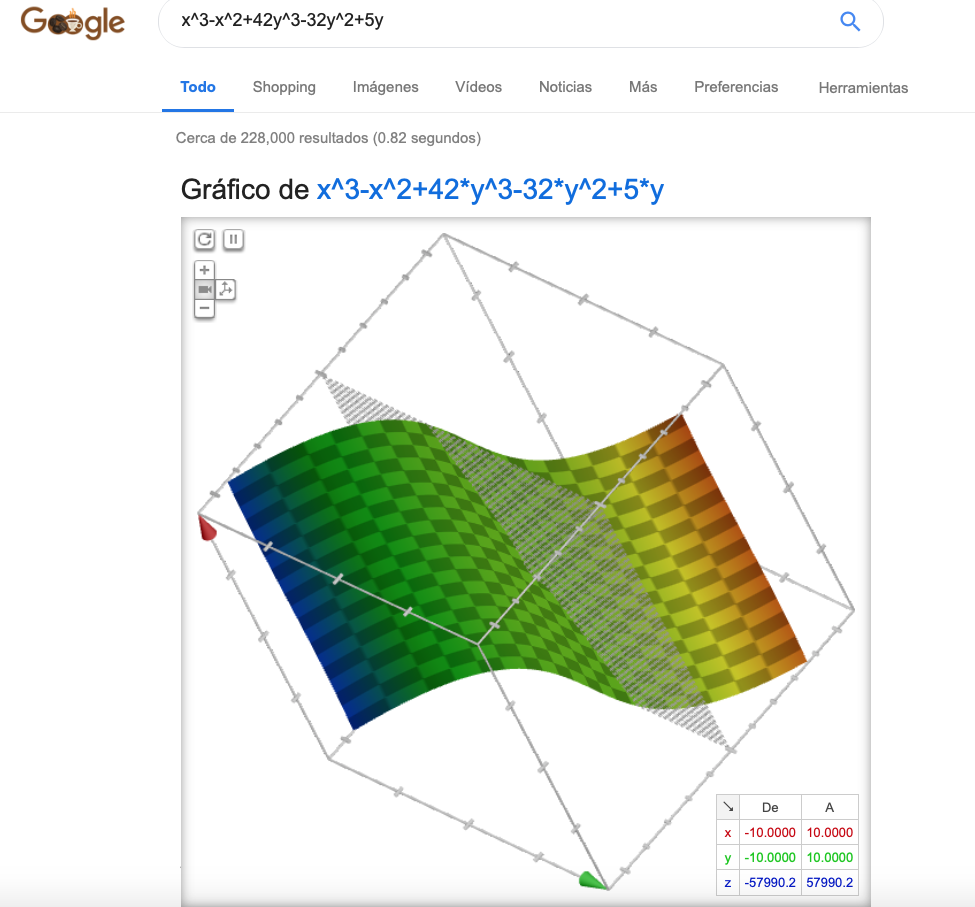 Google
x^3-x^2+42y^3-32y^2+5y
Todo Shopping Imágenes Vídeos Noticias Más Preferencias Herramientas
Cerca de 228,000 resultados (0.82 segundos)
Gráfico de x^3-x^2+42*y^3-32*y^2+5*y
De A
x -10.0000 10.0000
y -10.0000 10.0000
z -57990.2 57990.2